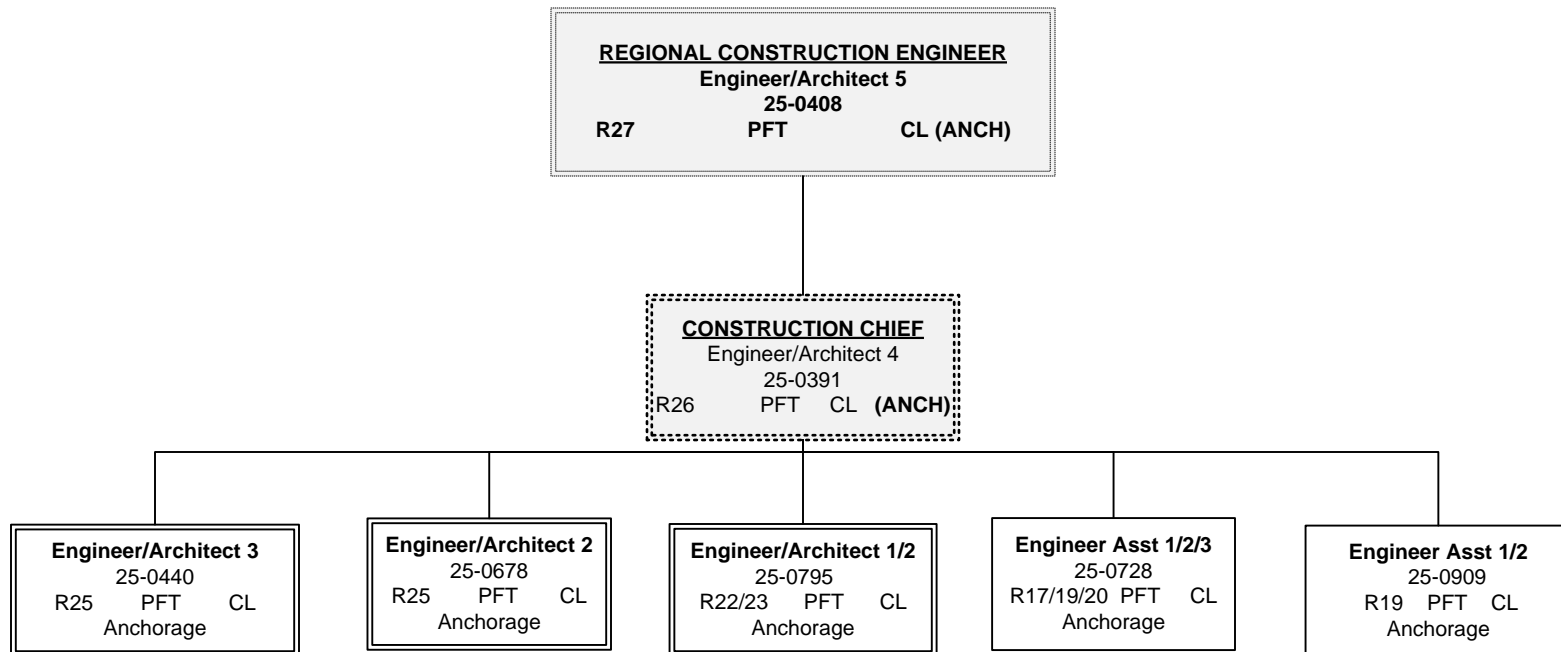 REGIONAL CONSTRUCTION ENGINEER
Engineer/Architect 5
25-0408
R27 PFT CL (ANCH)
CONSTRUCTION CHIEF
Engineer/Architect 4
25-0391
R26 PFT CL (ANCH)
Engineer/Architect 3
25-0440
R25 PFT CL
Anchorage
Engineer/Architect 2
25-0678
R25 PFT CL
Anchorage
Engineer/Architect 1/2
25-0795
R22/23 PFT CL
Anchorage
Engineer Asst 1/2/3
25-0728
R17/19/20 PFT CL
Anchorage
Engineer Asst 1/2
25-0909
R19 PFT CL
Anchorage